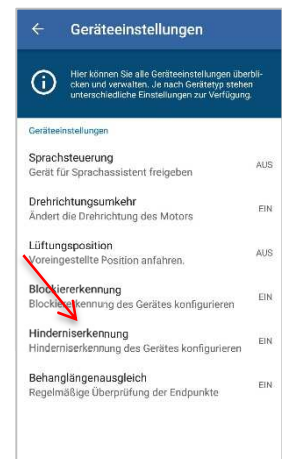 Geräteeinstellungen
Hier können Sie alle Geräteeinstellungen überbli-
cken und verwalten. Je nach Gerätetyp stehen
unterschiedliche Einstellungen zur Verfügung.
Geräteeinstellungen
Sprachsteuerung
Gerät für Sprachassistent freigeben
AUS
Drehrichtungsumkehr
Ändert die Drehrichtung des Motors
EIN
Lüftungsposition
Voreingestellte Position anfahren.
AUS
Blockiererkennung
Blockiererkennung des Gerätes konfigurieren
EIN
Hinderniserkennung
Hinderniserkennung des Gerätes konfigurieren
EIN
Behanglängenausgleich
Regelmäßige Überprüfung der Endpunkte
EIN